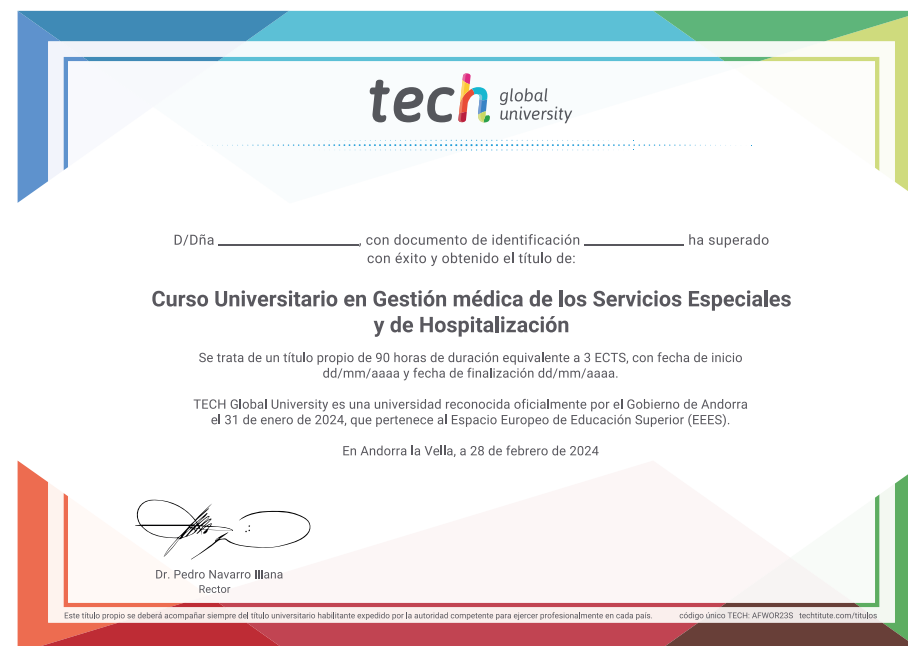 tech global university
D/Dña ____________________, con documento de identificación ______________ ha superado
con éxito y obtenido el título de:
Curso Universitario en Gestión médica de los Servicios Especiales
y de Hospitalización
Se trata de un título propio de 90 horas de duración equivalente a 3 ECTS, con fecha de inicio
dd/mm/aaaa y fecha de finalización dd/mm/aaaa.
TECH Global University es una universidad reconocida oficialmente por el Gobierno de Andorra
el 31 de enero de 2024, que pertenece al Espacio Europeo de Educación Superior (EEES).
En Andorra la Vella, a 28 de febrero de 2024
Dr. Pedro Navarro Illana
Rector
Este título propio se deberá acompañar siempre del título universitario habilitante expedido por la autoridad competente para ejercer profesionalmente en cada país. código único TECH: AFWOR23S techtitute.com/titulos